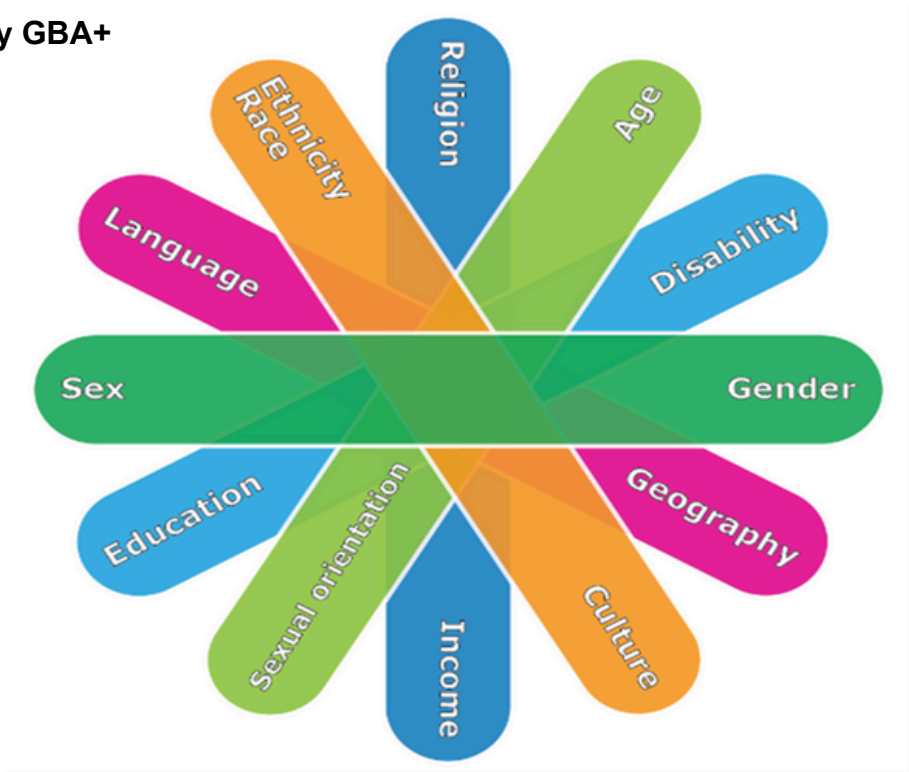 y GBA+
Religion
Age
Ethnicity
Race
Disability
Language
Sex
Gender
Education
Geography
Sexual orientation
Culture
Income